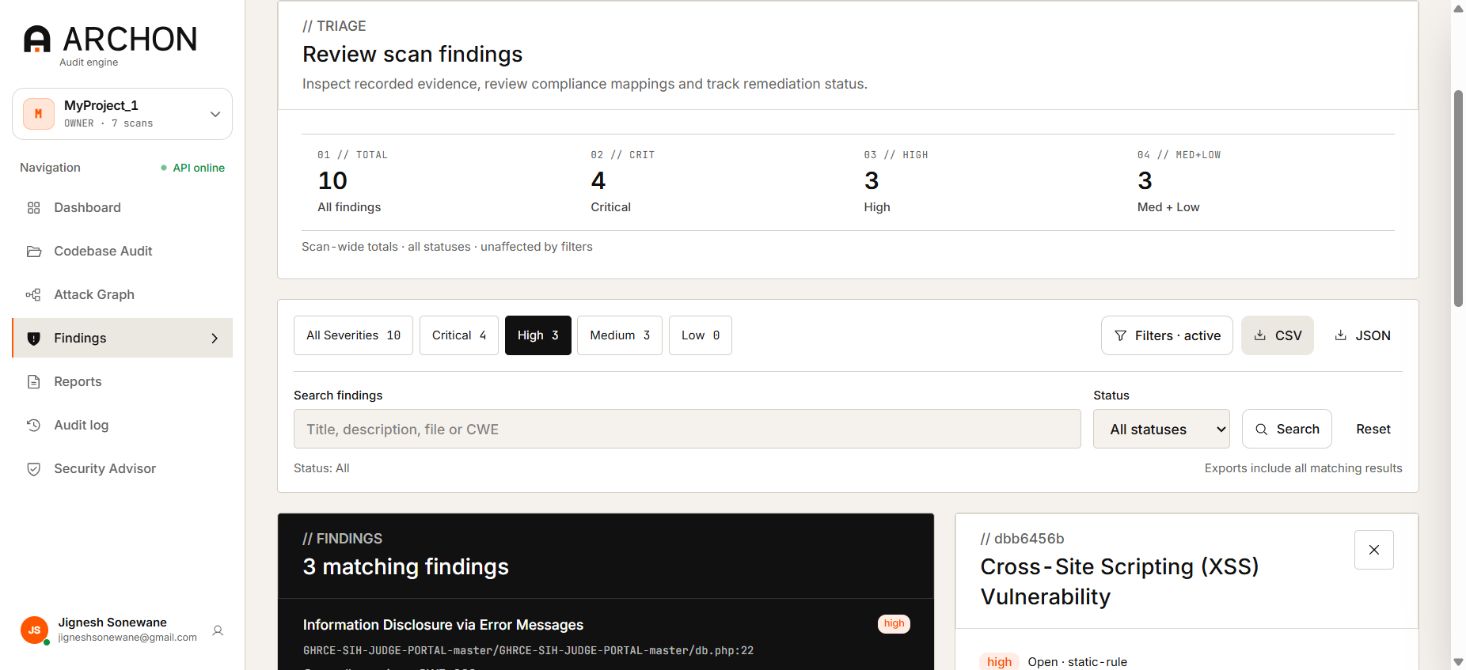 ARCHON
Audit engine
M
MyProject_1
OWNER · 7 scans
Navigation
API online
Dashboard
Codebase Audit
Attack Graph
Findings
Reports
Audit log
Security Advisor
JS
Jignesh Sonewane
jigneshsonewane@gmail.com
// TRIAGE
Review scan findings
Inspect recorded evidence, review compliance mappings and track remediation status.
01 // TOTAL
10
All findings
02 // CRIT
4
Critical
03 // HIGH
3
High
04 // MED+LOW
3
Med + Low
Scan-wide totals · all statuses · unaffected by filters
All Severities 10
Critical 4
High 3
Medium 3
Low 0
Filters · active
CSV
JSON
Search findings
Title, description, file or CWE
Status
All statuses
Search
Reset
Status: All
Exports include all matching results
// FINDINGS
3 matching findings
Information Disclosure via Error Messages
high
GHRCE-SIH-JUDGE-PORTAL-master/GHRCE-SIH-JUDGE-PORTAL-master/db.php:22
// dbb6456b
Cross-Site Scripting (XSS)
Vulnerability
high
Open · static-rule